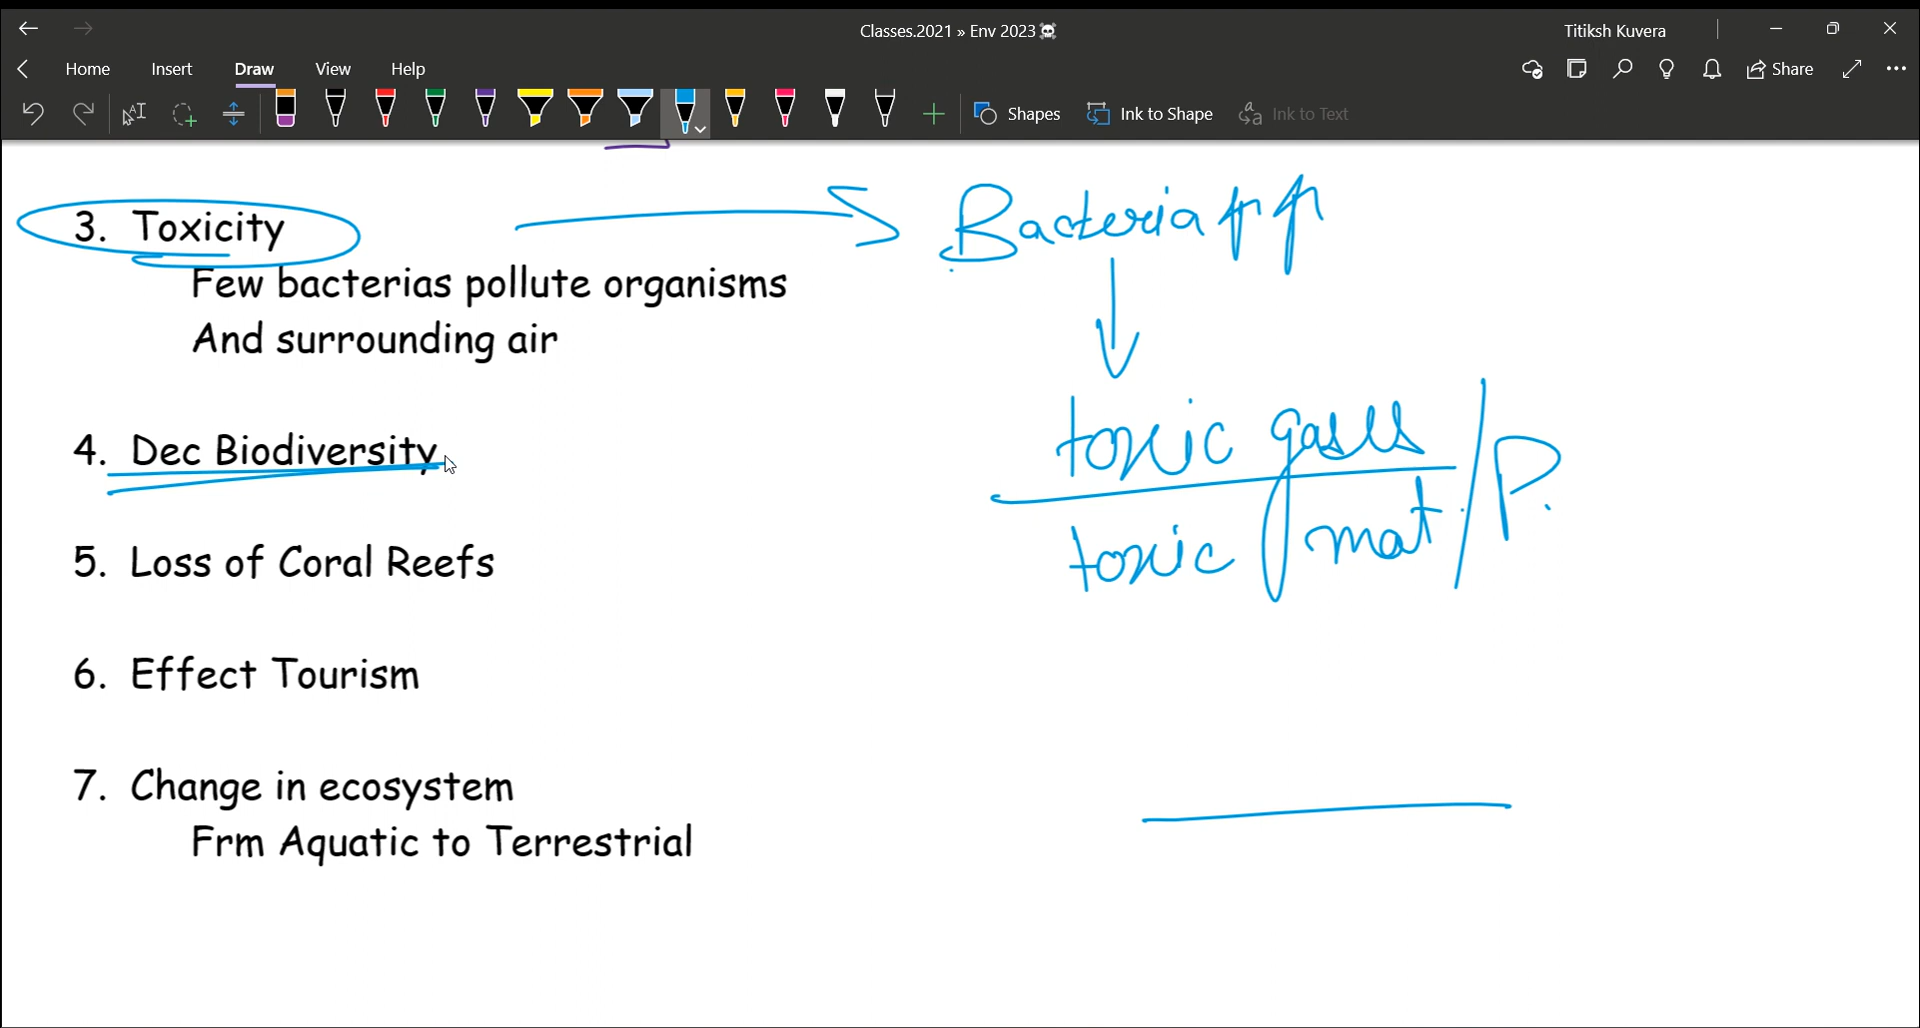 Classes.2021 » Env 2023☠
Titiksh Kuvera
Home Insert Draw View Help
Share
Shapes Ink to Shape Ink to Text
3. Toxicity
Bacteria ↑↑
Few bacterias pollute organisms
And surrounding air
toxic gases
4. Dec Biodiversity
/P.
toxic mat.
5. Loss of Coral Reefs
6. Effect Tourism
7. Change in ecosystem
Frm Aquatic to Terrestrial